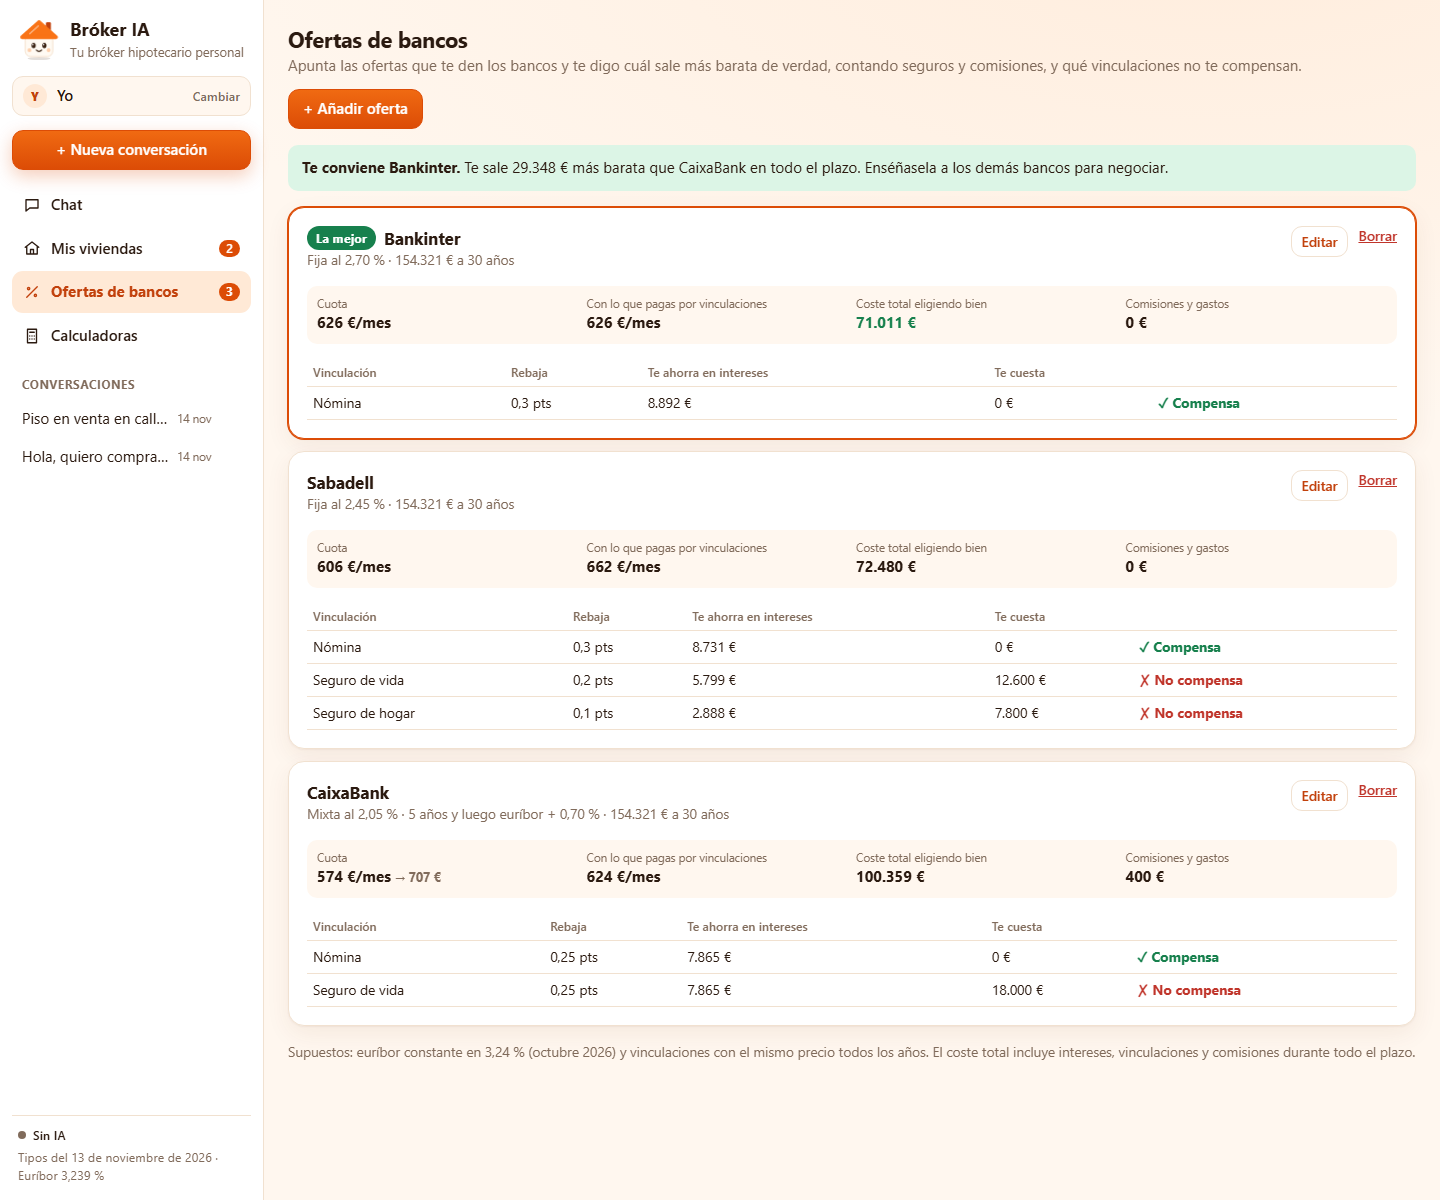 Bróker IA
Tu bróker hipotecario personal
Y Yo Cambiar
+ Nueva conversación
Chat
Mis viviendas 2
Ofertas de bancos 3
Calculadoras
CONVERSACIONES
Piso en venta en call... 14 nov
Hola, quiero compra... 14 nov
Sin IA
Tipos del 13 de noviembre de 2026 ·
Euríbor 3,239 %
Ofertas de bancos
Apunta las ofertas que te den los bancos y te digo cuál sale más barata de verdad, contando seguros y comisiones, y qué vinculaciones no te compensan.
+ Añadir oferta
Te conviene Bankinter. Te sale 29.348 € más barata que CaixaBank en todo el plazo. Enséñasela a los demás bancos para negociar.
La mejor Bankinter Editar Borrar
Fija al 2,70 % · 154.321 € a 30 años
Cuota Con lo que pagas por vinculaciones Coste total eligiendo bien Comisiones y gastos
626 €/mes 626 €/mes 71.011 € 0 €
Vinculación Rebaja Te ahorra en intereses Te cuesta
Nómina 0,3 pts 8.892 € 0 € ✓ Compensa
Sabadell Editar Borrar
Fija al 2,45 % · 154.321 € a 30 años
Cuota Con lo que pagas por vinculaciones Coste total eligiendo bien Comisiones y gastos
606 €/mes 662 €/mes 72.480 € 0 €
Vinculación Rebaja Te ahorra en intereses Te cuesta
Nómina 0,3 pts 8.731 € 0 € ✓ Compensa
Seguro de vida 0,2 pts 5.799 € 12.600 € ✗ No compensa
Seguro de hogar 0,1 pts 2.888 € 7.800 € ✗ No compensa
CaixaBank Editar Borrar
Mixta al 2,05 % · 5 años y luego euríbor + 0,70 % · 154.321 € a 30 años
Cuota Con lo que pagas por vinculaciones Coste total eligiendo bien Comisiones y gastos
574 €/mes → 707 € 624 €/mes 100.359 € 400 €
Vinculación Rebaja Te ahorra en intereses Te cuesta
Nómina 0,25 pts 7.865 € 0 € ✓ Compensa
Seguro de vida 0,25 pts 7.865 € 18.000 € ✗ No compensa
Supuestos: euríbor constante en 3,24 % (octubre 2026) y vinculaciones con el mismo precio todos los años. El coste total incluye intereses, vinculaciones y comisiones durante todo el plazo.